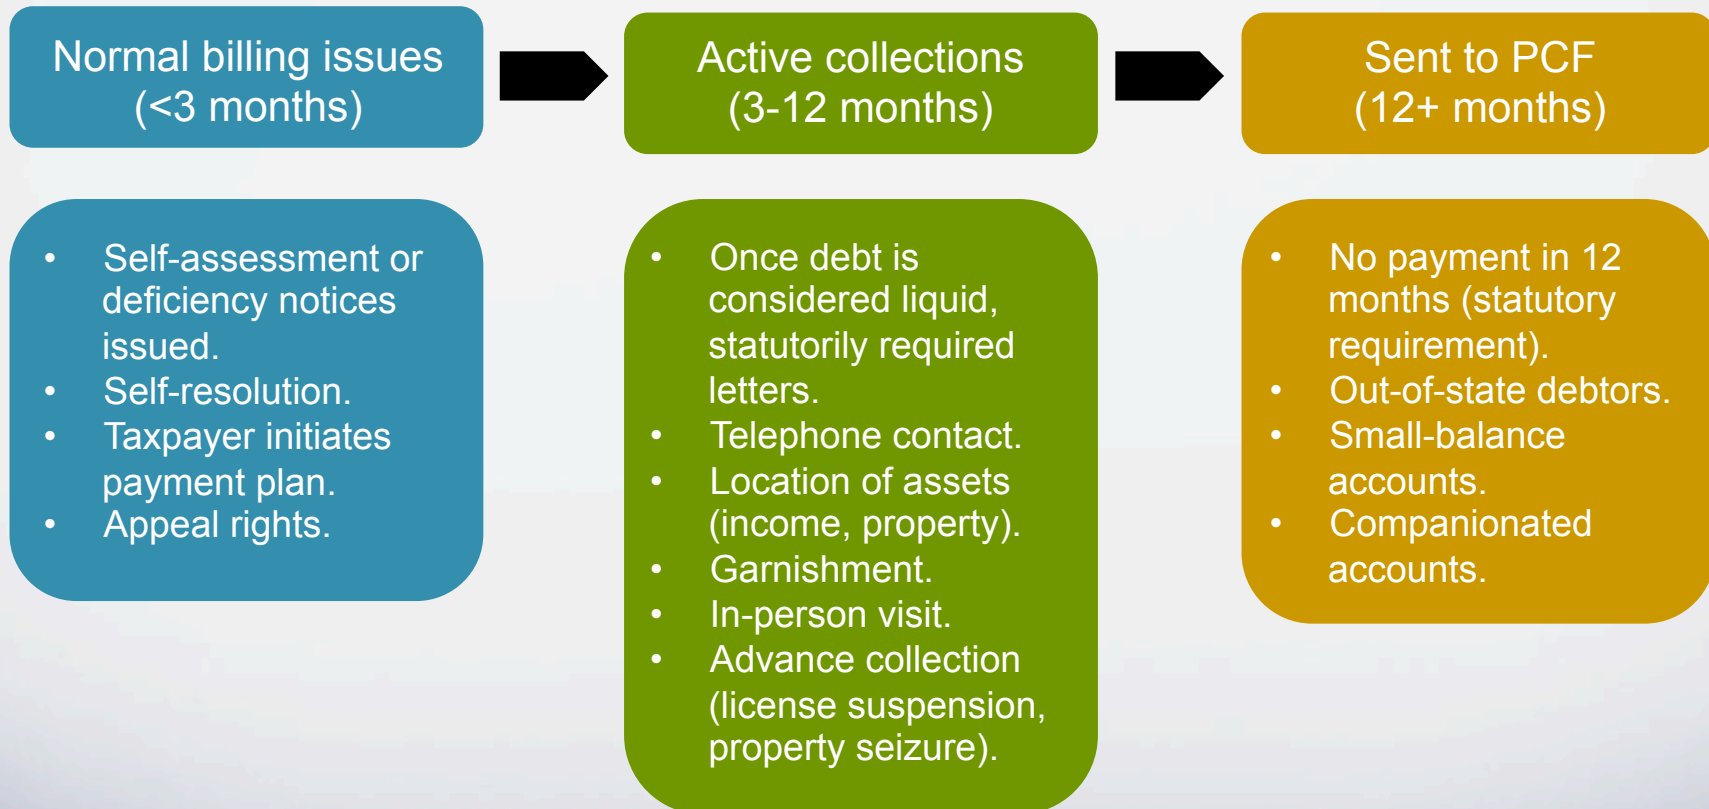 Normal billing issues
(<3 months)
Active collections
(3-12 months)
Sent to PCF
(12+ months)
• Self-assessment or
deficiency notices
issued.
• Self-resolution.
• Taxpayer initiates
payment plan.
• Appeal rights.
• Once debt is
considered liquid,
statutorily required
letters.
• Telephone contact.
• Location of assets
(income, property).
• Garnishment.
• In-person visit.
• Advance collection
(license suspension,
property seizure).
• No payment in 12
months (statutory
requirement).
• Out-of-state debtors.
• Small-balance
accounts.
• Companionated
accounts.